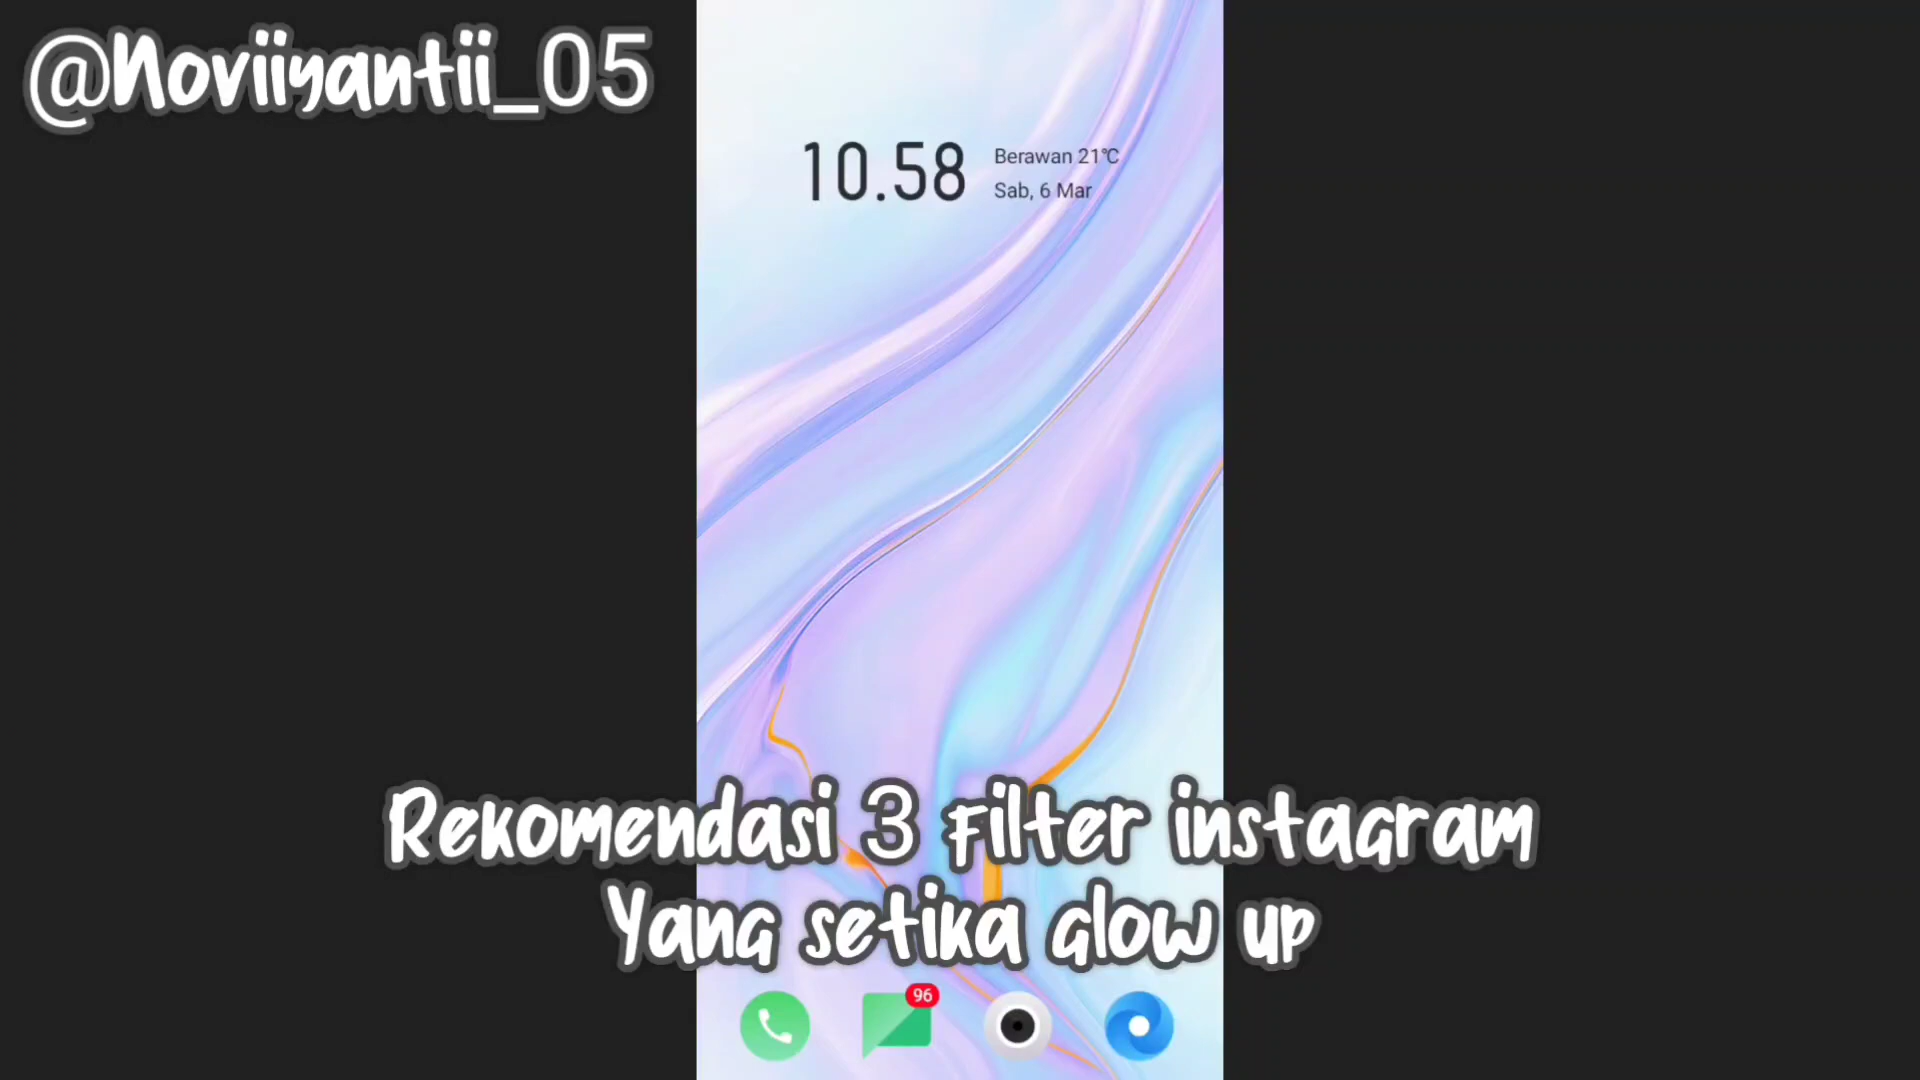 @Noviiyantii_05
10.58
Berawan 21°C
Sab, 6 Mar
Rekomendasi 3 Filter instagram
Yang setika glow up
96